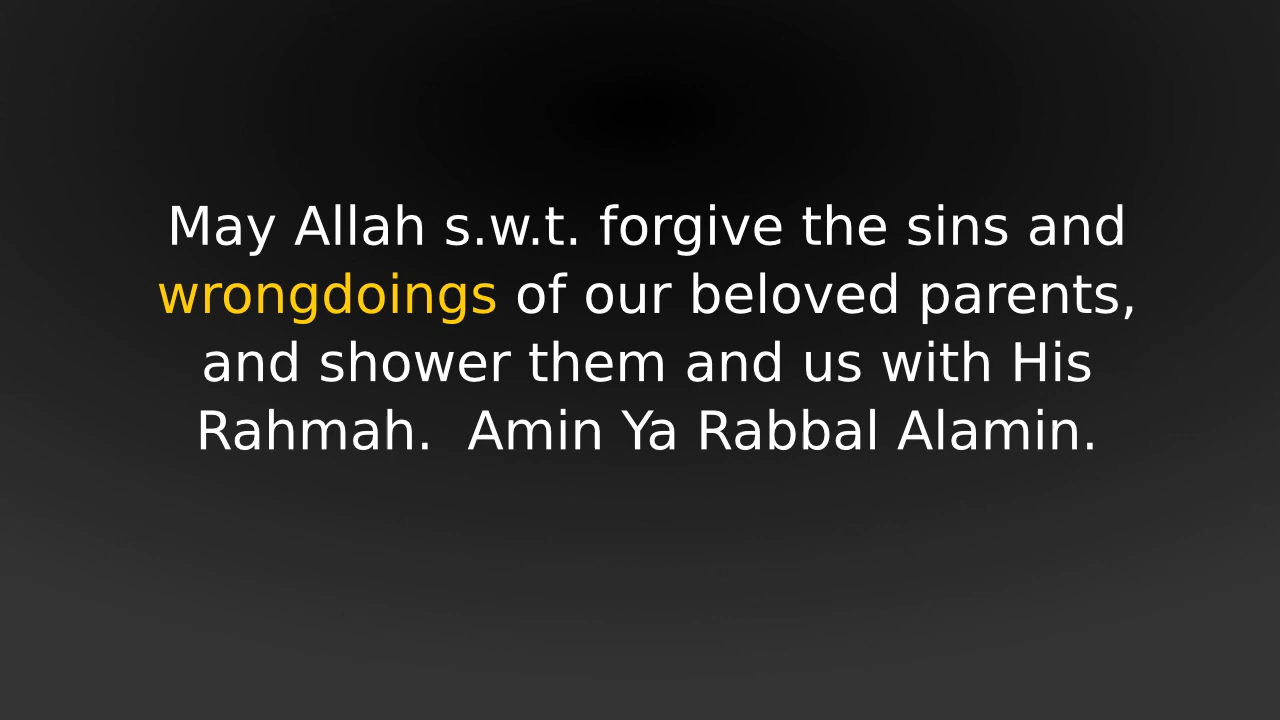 May Allah s.w.t. forgive the sins and
wrongdoings of our beloved parents,
and shower them and us with His
Rahmah.  Amin Ya Rabbal Alamin.